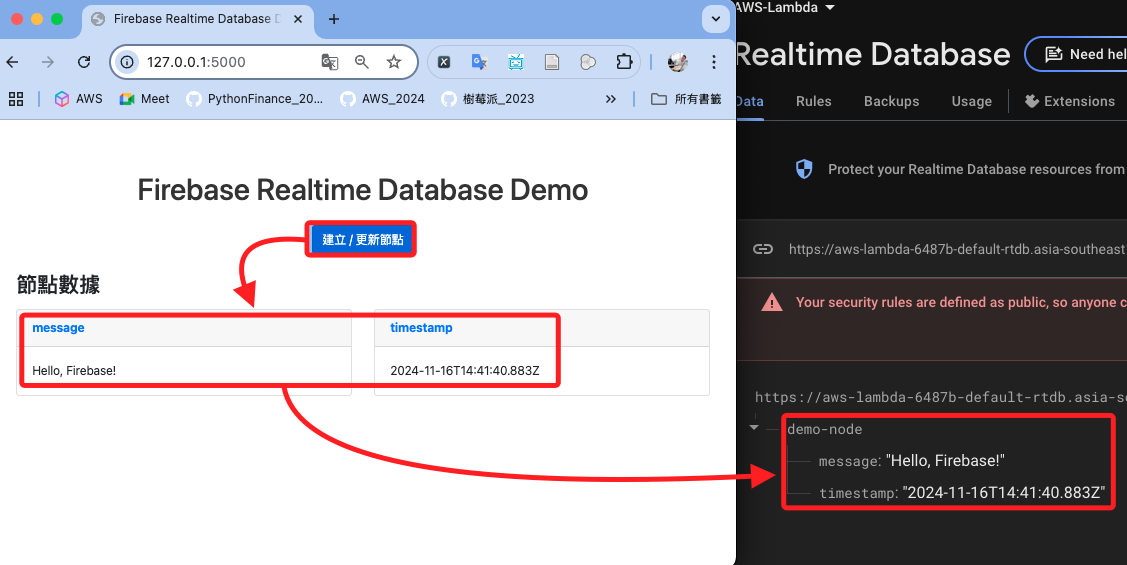 Firebase Realtime Database D
127.0.0.1:5000
AWS
Meet
PythonFinance_20...
AWS_2024
樹莓派_2023
所有書籤
Firebase Realtime Database Demo
建立 / 更新節點
節點數據
message
timestamp
Hello, Firebase!
2024-11-16T14:41:40.883Z
AWS-Lambda
Realtime Database
Need hel
Data
Rules
Backups
Usage
Extensions
Protect your Realtime Database resources from
https://aws-lambda-6487b-default-rtdb.asia-southeast
Your security rules are defined as public, so anyone c
https://aws-lambda-6487b-default-rtdb.asia-so
demo-node
message: "Hello, Firebase!"
timestamp: "2024-11-16T14:41:40.883Z"